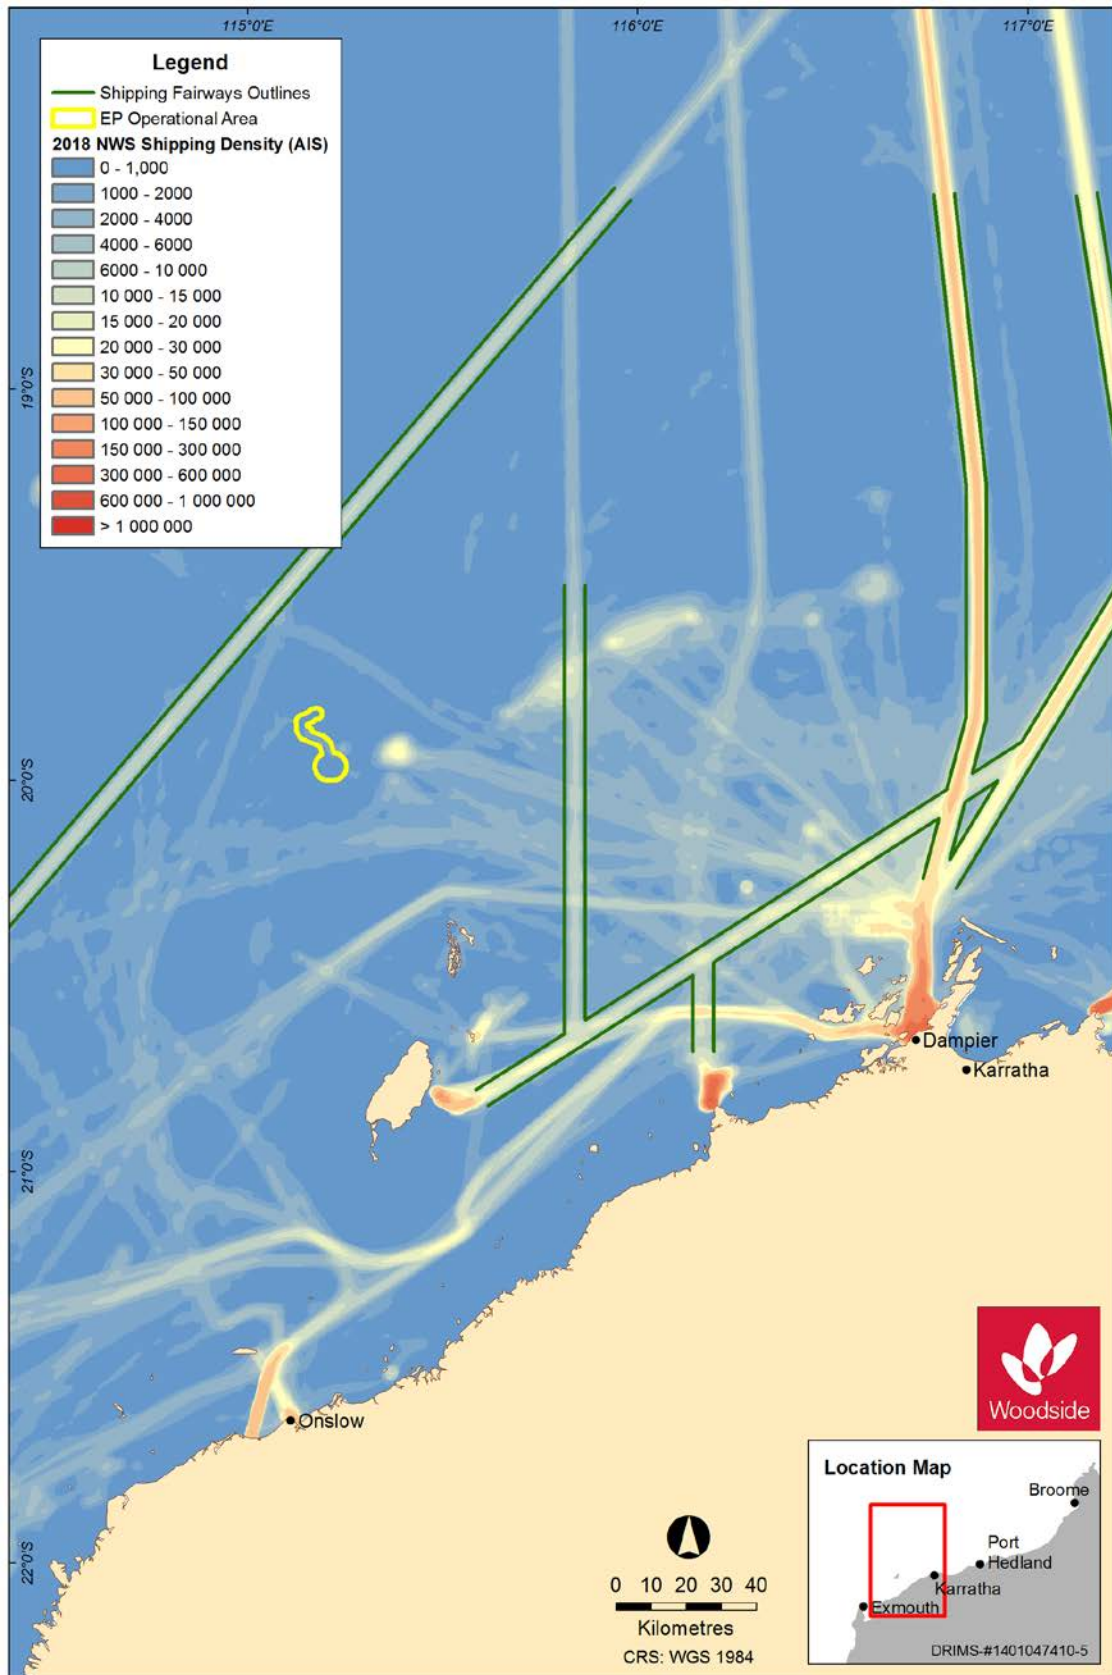 115°0'E
116°0'E
117°0'E
Legend
Shipping Fairways Outlines
EP Operational Area
2018 NWS Shipping Density (AIS)
0 - 1,000
1000 - 2000
2000 - 4000
4000 - 6000
6000 - 10 000
10 000 - 15 000
15 000 - 20 000
20 000 - 30 000
30 000 - 50 000
50 000 - 100 000
100 000 - 150 000
150 000 - 300 000
300 000 - 600 000
600 000 - 1 000 000
> 1 000 000
19°0'S
20°0'S
21°0'S
22°0'S
Dampier
Karratha
Onslow
Woodside
Location Map
Broome
Port
Hedland
Karratha
Exmouth
DRIMS-#1401047410-5
0 10 20 30 40
Kilometres
CRS: WGS 1984